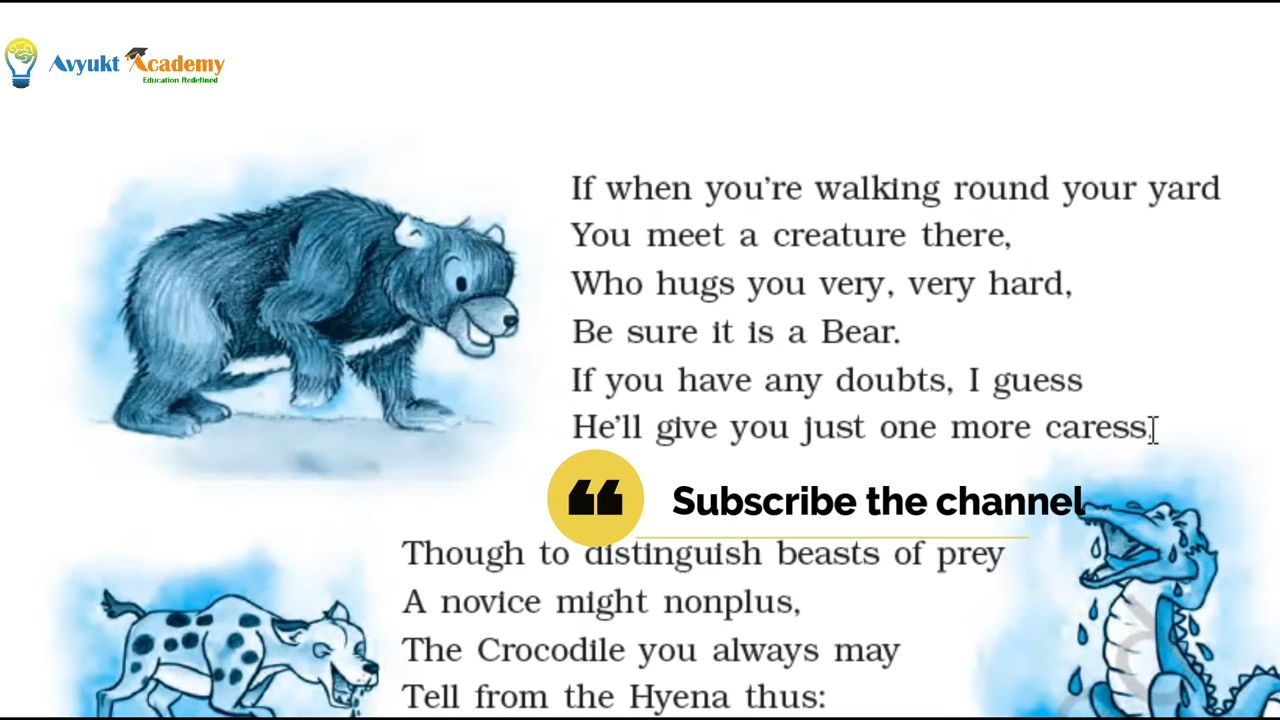 Avyukt Academy
Education Redefined
If when you're walking round your yard
You meet a creature there,
Who hugs you very, very hard,
Be sure it is a Bear.
If you have any doubts, I guess
He'll give you just one more caress.
Subscribe the channel
Though to distinguish beasts of prey
A novice might nonplus,
The Crocodile you always may
Tell from the Hyena thus: